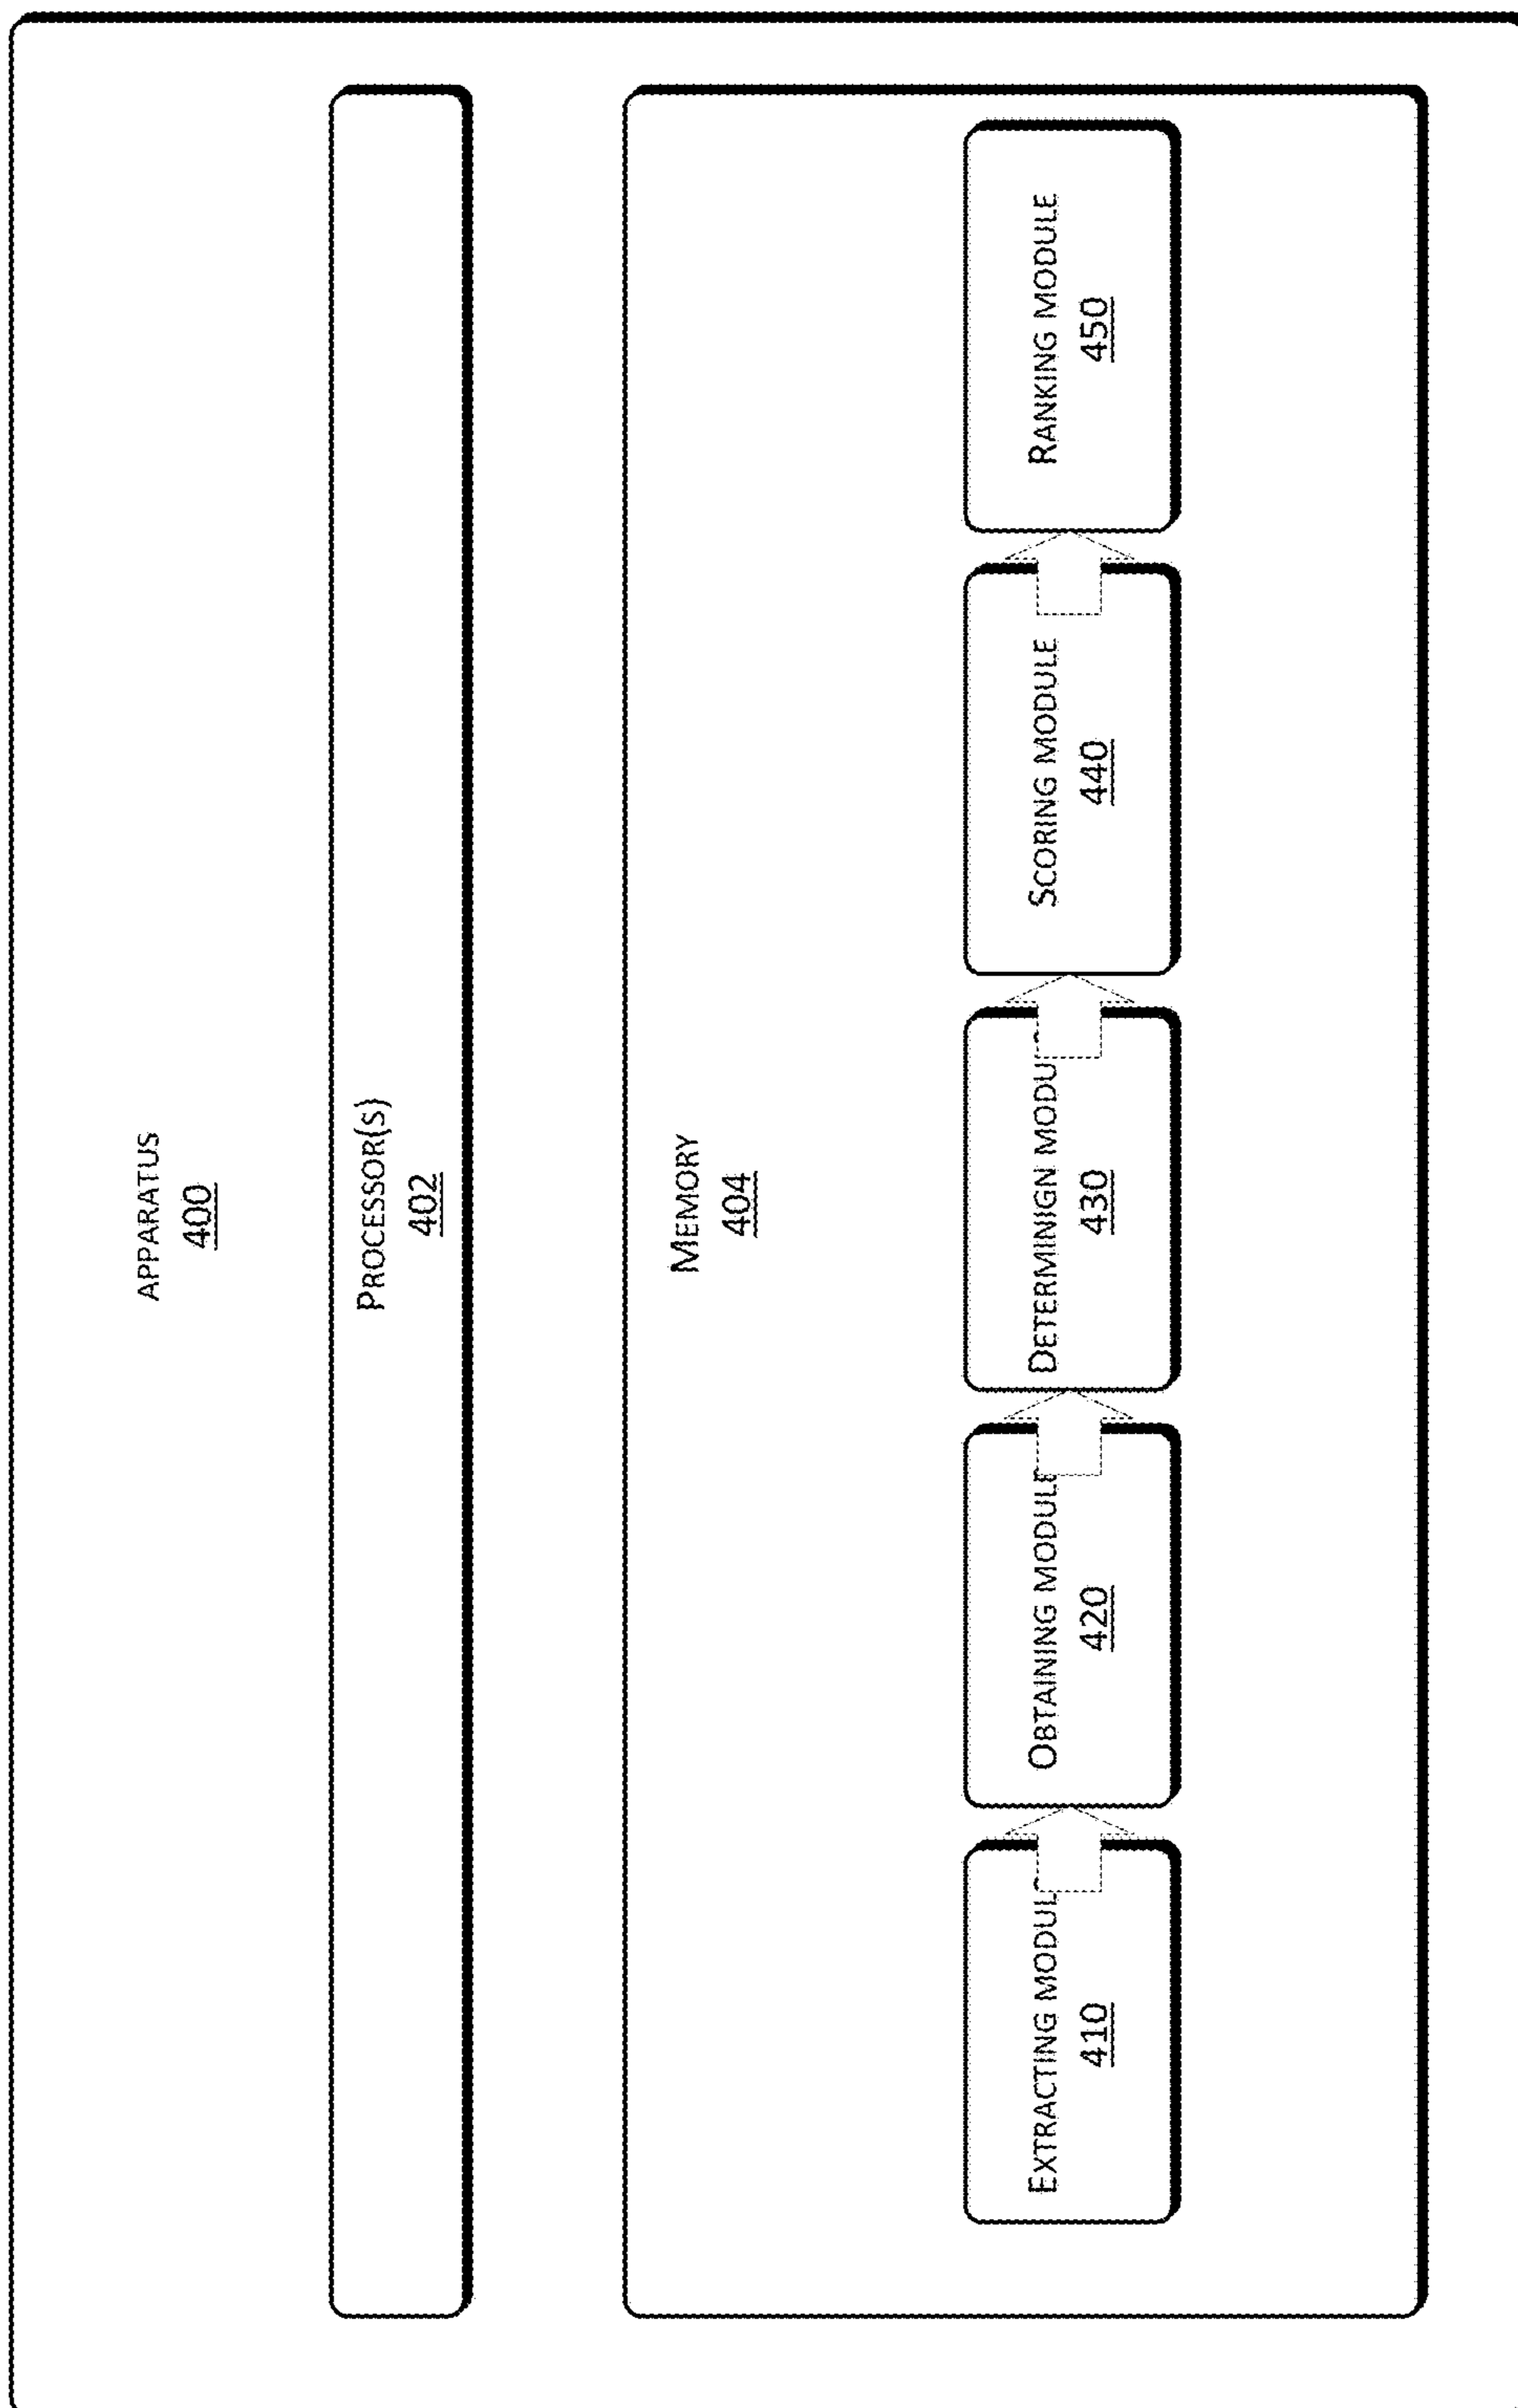 APPARATUS
400
PROCESSOR(S)
402
MEMORY
404
EXTRACTING MODUL
410
OBTAINING MODULE
420
DETERMINIGN MODU
430
SCORING MODULE
440
RANKING MODULE
450